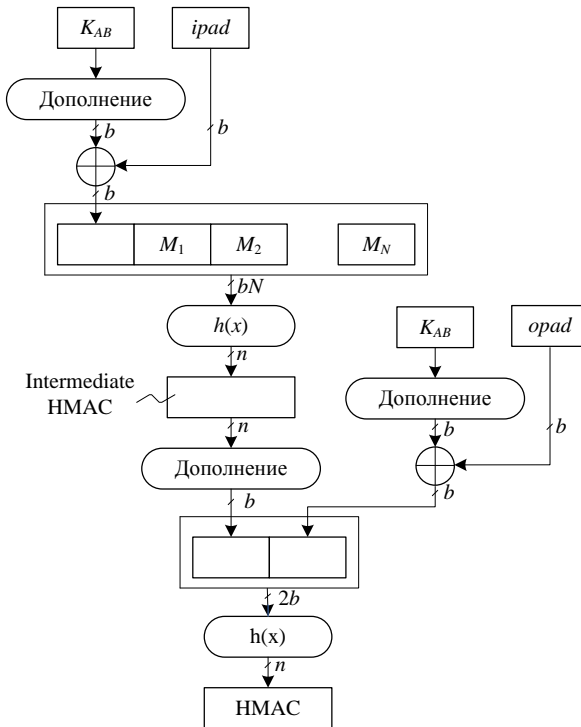 K_AB
ipad
Дополнение
b
b
b
M_1
M_2
M_N
bN
h(x)
n
K_AB
opad
Intermediate
HMAC
Дополнение
n
b
b
Дополнение
b
b
2b
h(x)
n
HMAC